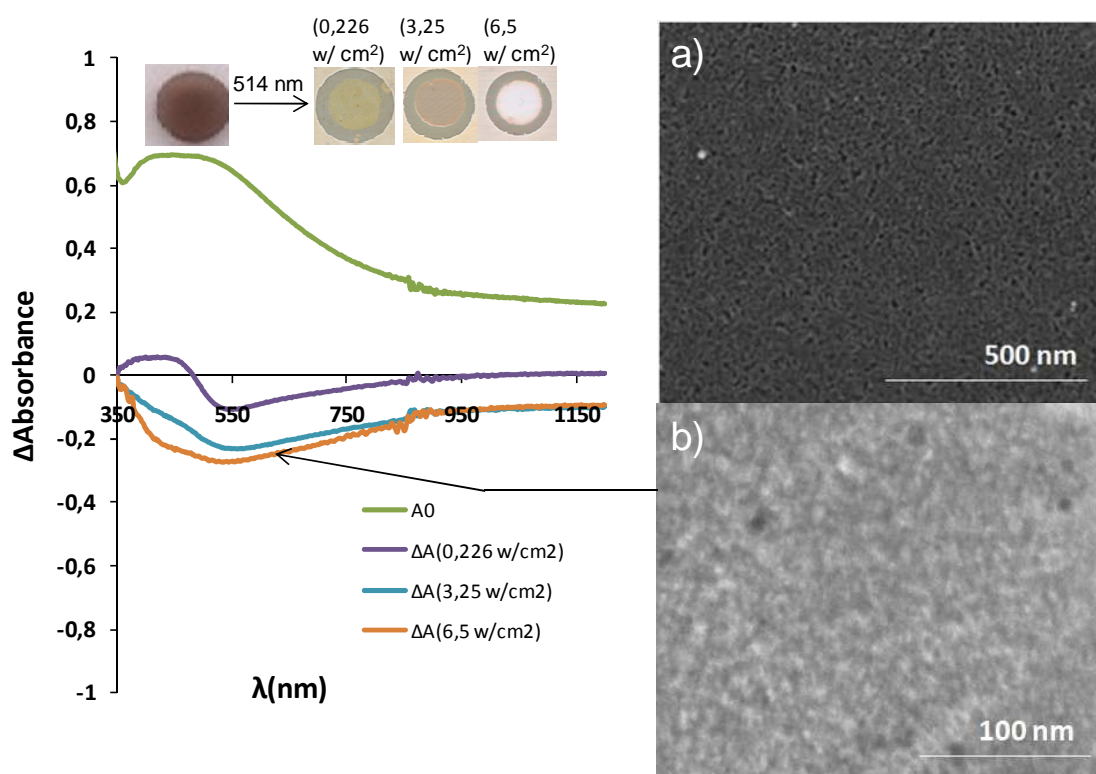 (0,226 w/ cm²)
(3,25 w/ cm²)
(6,5 w/ cm²)
514 nm
1
0,8
0,6
0,4
0,2
0
-0,2
-0,4
-0,6
-0,8
-1
350
550
750
950
1150
ΔAbsorbance
λ(nm)
A0
ΔA(0,226 w/cm2)
ΔA(3,25 w/cm2)
ΔA(6,5 w/cm2)
a)
500 nm
b)
100 nm